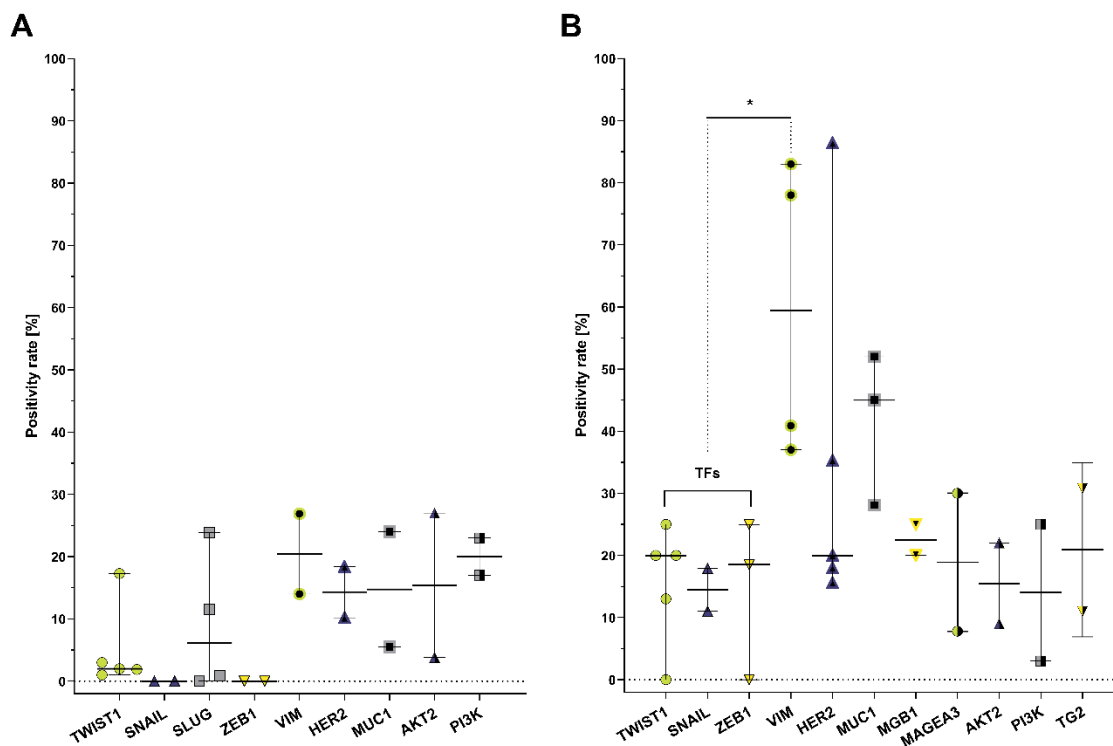 A
Positivity rate [%]
100
90
80
70
60
50
40
30
20
10
0
TWIST1
SNAIL
SLUG
ZEB1
VIM
HER2
MUC1
AKT2
PI3K
B
Positivity rate [%]
100
90
80
70
60
50
40
30
20
10
0
*
TFs
TWIST1
SNAIL
ZEB1
VIM
HER2
MUC1
MGB1
MAGEA3
AKT2
PI3K
TG2